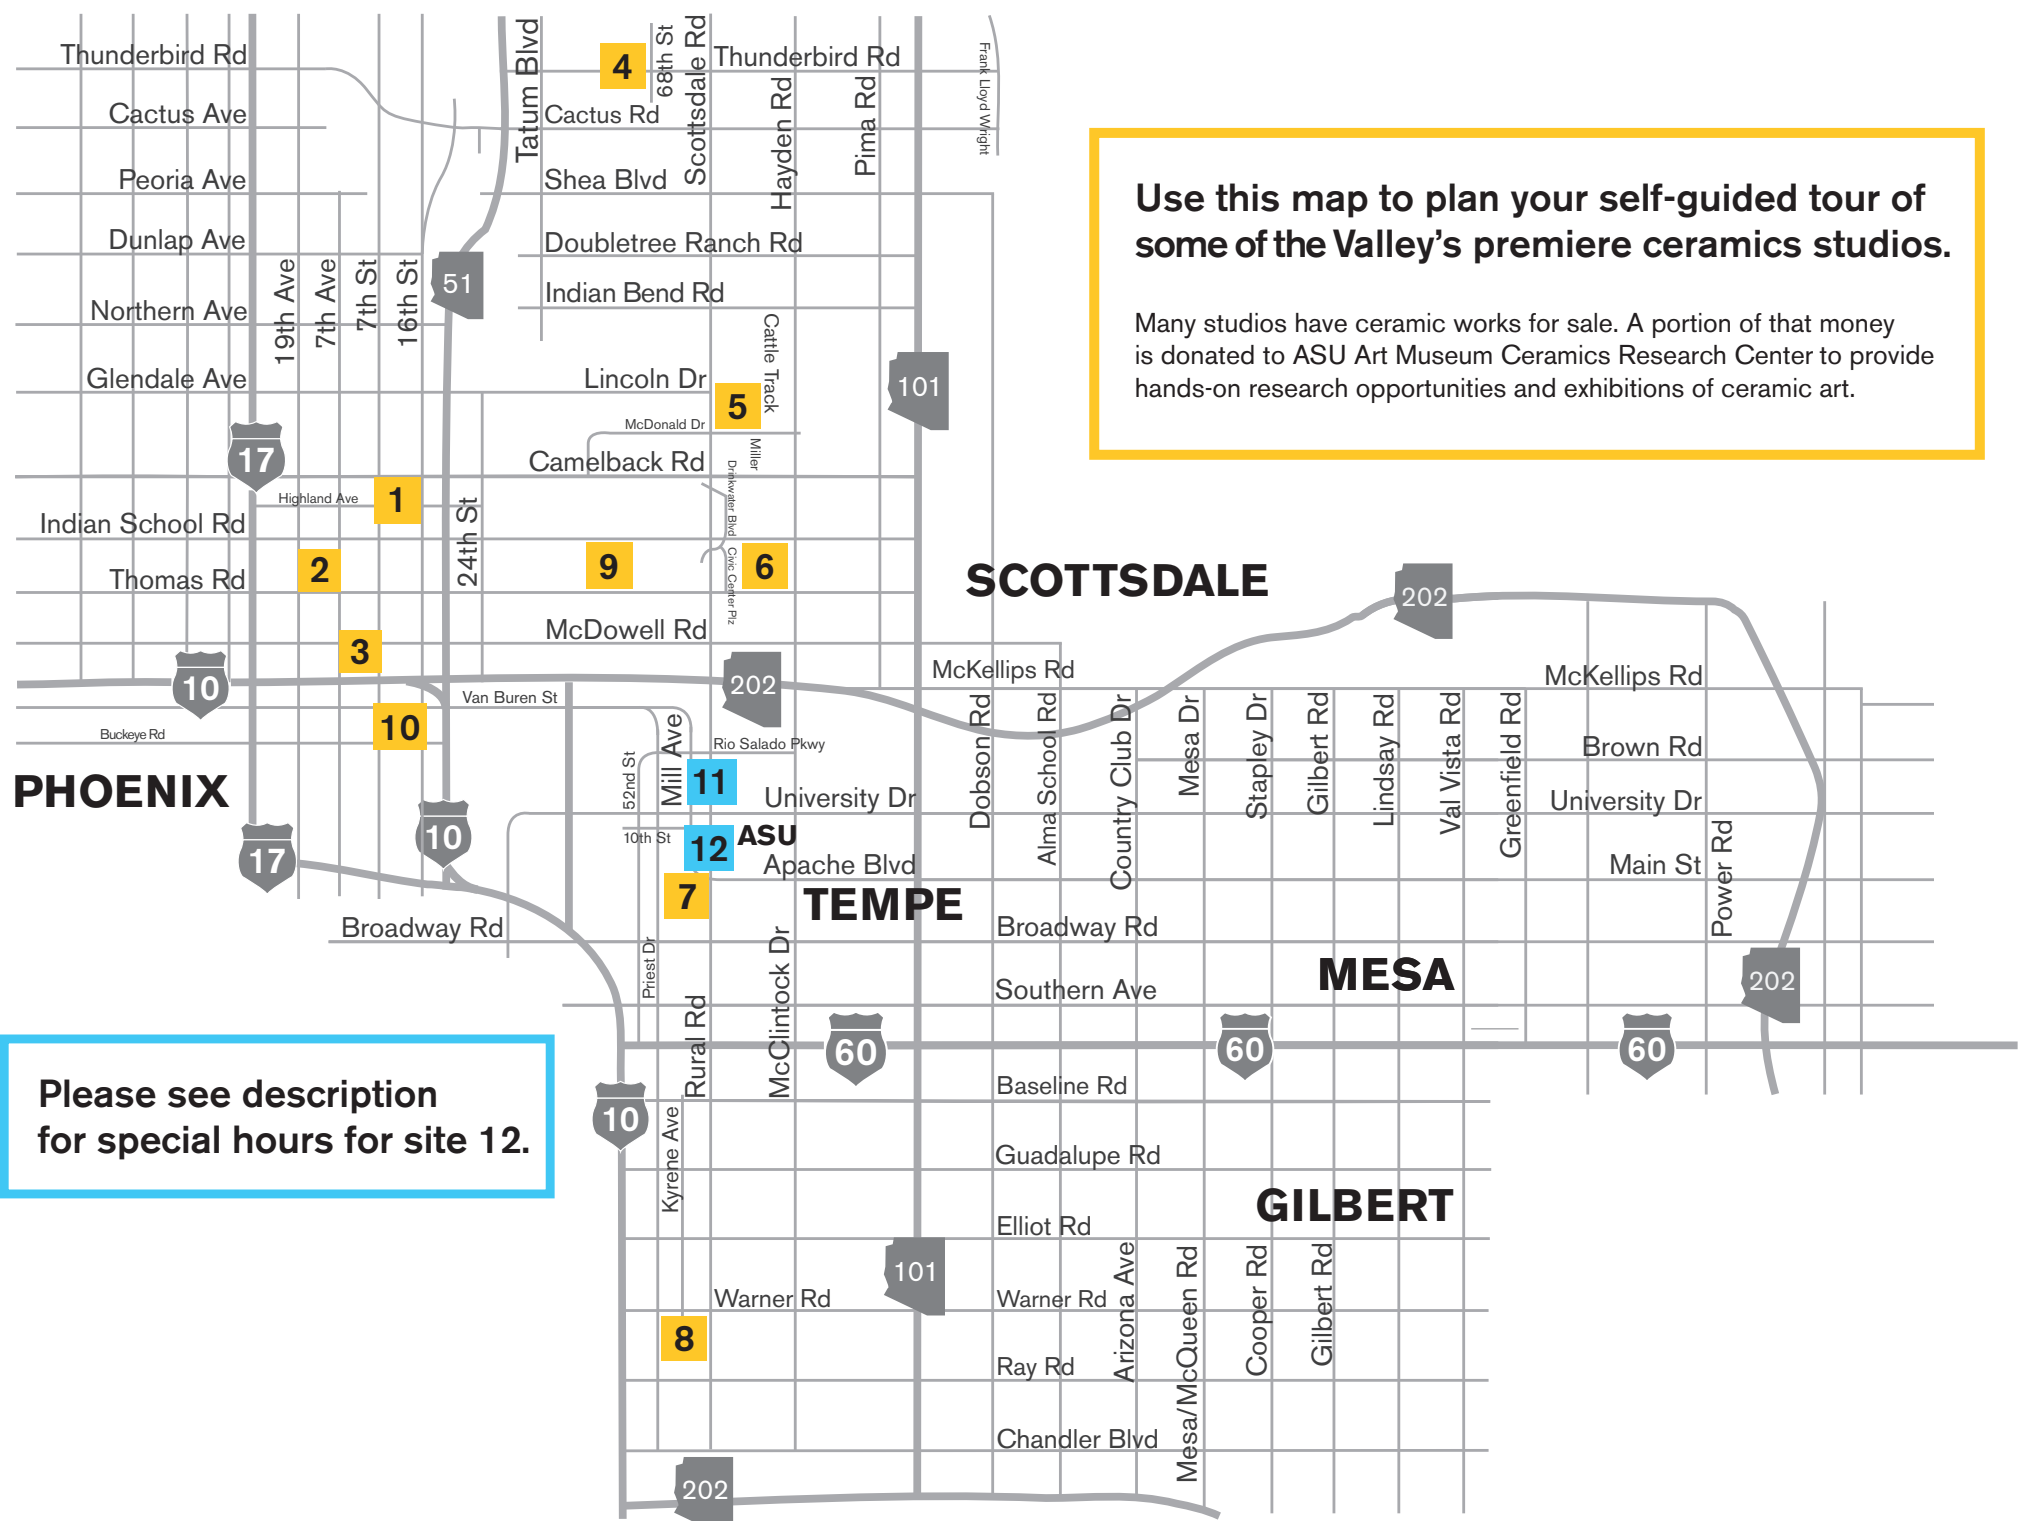 Thunderbird Rd
Cactus Ave
Peoria Ave
Dunlap Ave
Northern Ave
Glendale Ave
19th Ave
7th Ave
7th St
16th St
51
Tatum Blvd
4
68th St
Scottsdale Rd
Thunderbird Rd
Cactus Rd
Hayden Rd
Pima Rd
Frank Lloyd Wright
Shea Blvd
Doubletree Ranch Rd
Indian Bend Rd
Cattle Track
Lincoln Dr
5
101
McDonald Dr
Miller
Camelback Rd
Drinkwater Blvd
Civic Center Plz
17
Highland Ave
1
Indian School Rd
24th St
2
Thomas Rd
9
6
McDowell Rd
3
10
202
Van Buren St
10
Buckeye Rd
PHOENIX
Use this map to plan your self-guided tour of
some of the Valley’s premiere ceramics studios.
Many studios have ceramic works for sale. A portion of that money
is donated to ASU Art Museum Ceramics Research Center to provide
hands-on research opportunities and exhibitions of ceramic art.
SCOTTSDALE
202
McKellips Rd
McKellips Rd
Dobson Rd
Alma School Rd
Country Club Dr
Mesa Dr
Stapley Dr
Gilbert Rd
Lindsay Rd
Val Vista Rd
Greenfield Rd
Brown Rd
University Dr
Main St
Power Rd
52nd St
Mill Ave
Rio Salado Pkwy
11
University Dr
10th St
12
ASU
Apache Blvd
7
TEMPE
10
17
Broadway Rd
Broadway Rd
Priest Dr
Rural Rd
McClintock Dr
Southern Ave
MESA
202
60
60
60
Please see description
for special hours for site 12.
10
Kyrene Ave
Baseline Rd
Guadalupe Rd
GILBERT
Elliot Rd
101
Warner Rd
Warner Rd
Arizona Ave
Mesa/McQueen Rd
Cooper Rd
Gilbert Rd
8
Ray Rd
Chandler Blvd
202